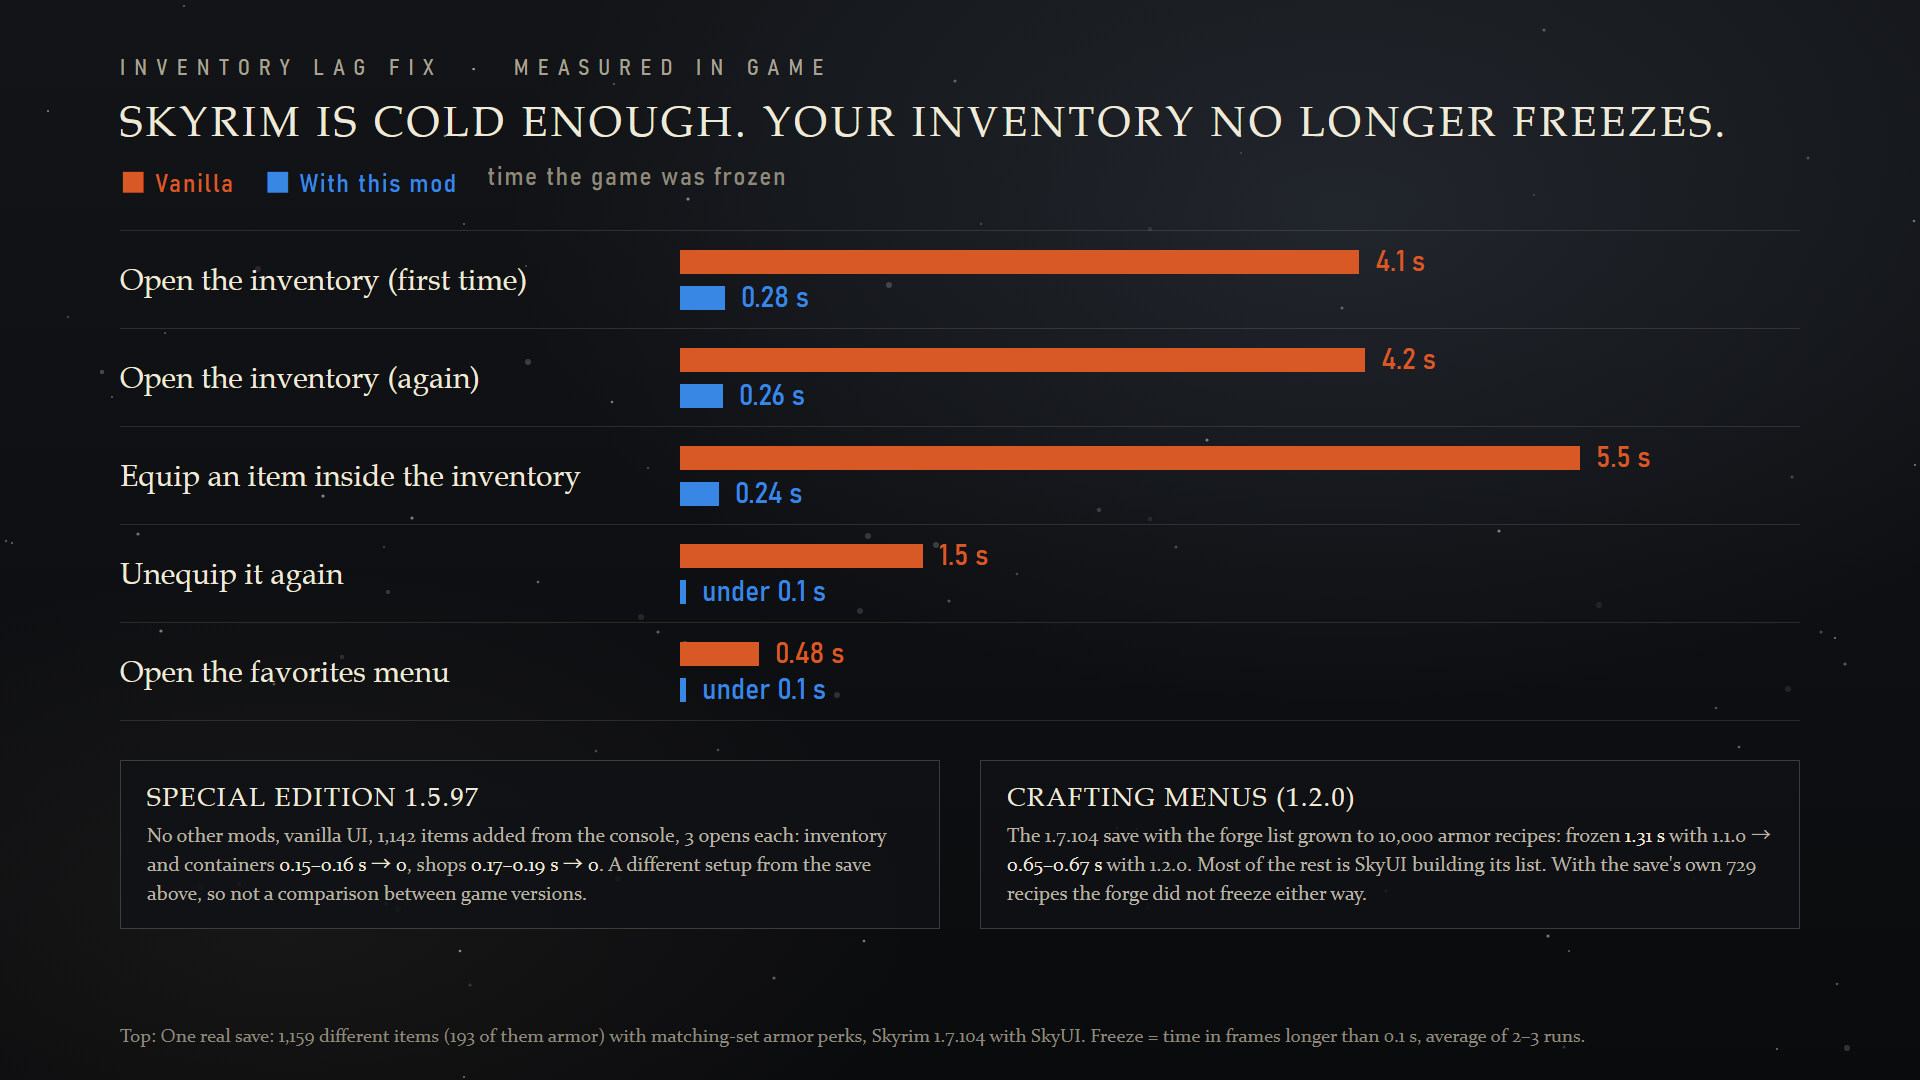 INVENTORY LAG FIX · MEASURED IN GAME
SKYRIM IS COLD ENOUGH. YOUR INVENTORY NO LONGER FREEZES.
Vanilla With this mod time the game was frozen
Open the inventory (first time)
4.1 s
0.28 s
Open the inventory (again)
4.2 s
0.26 s
Equip an item inside the inventory
5.5 s
0.24 s
Unequip it again
1.5 s
under 0.1 s
Open the favorites menu
0.48 s
under 0.1 s
SPECIAL EDITION 1.5.97
No other mods, vanilla UI, 1,142 items added from the console, 3 opens each: inventory
and containers 0.15–0.16 s → 0, shops 0.17–0.19 s → 0. A different setup from the save
above, so not a comparison between game versions.
CRAFTING MENUS (1.2.0)
The 1.7.104 save with the forge list grown to 10,000 armor recipes: frozen 1.31 s with 1.1.0 →
0.65–0.67 s with 1.2.0. Most of the rest is SkyUI building its list. With the save's own 729
recipes the forge did not freeze either way.
Top: One real save: 1,159 different items (193 of them armor) with matching-set armor perks, Skyrim 1.7.104 with SkyUI. Freeze = time in frames longer than 0.1 s, average of 2–3 runs.